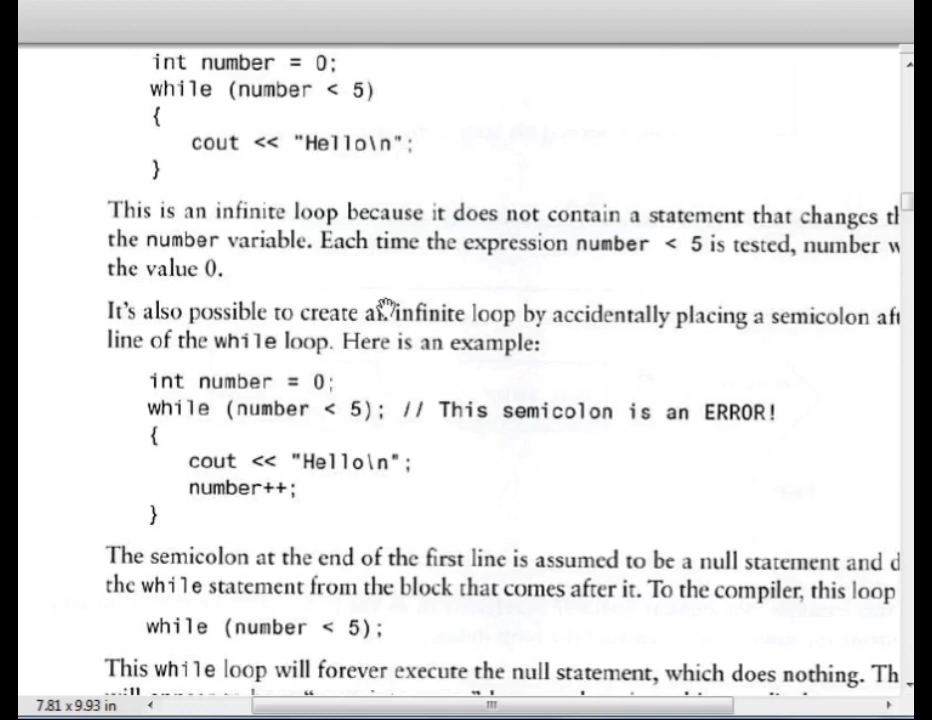 int number = 0;
while (number < 5)
{
cout << "Hello\n";
}
This is an infinite loop because it does not contain a statement that changes
the number variable. Each time the expression number < 5 is tested, number
the value 0.
It's also possible to create an infinite loop by accidentally placing a semicolon
line of the while loop. Here is an example:
int number = 0;
while (number < 5); // This semicolon is an ERROR!
{
cout << "Hello\n";
number++;
}
The semicolon at the end of the first line is assumed to be a null statement and
the while statement from the block that comes after it. To the compiler, this loop
while (number < 5);
This while loop will forever execute the null statement, which does nothing.
7.81 x 9.93 in